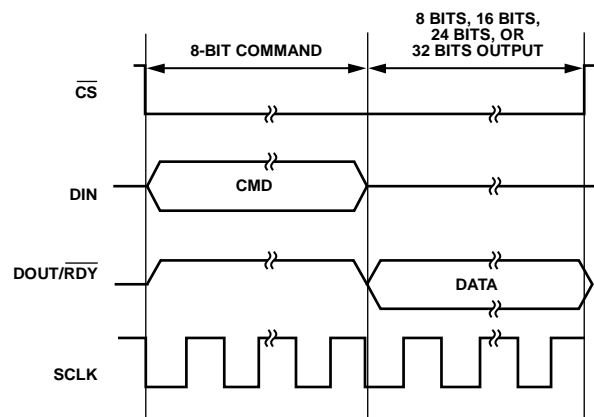 8 BITS, 16 BITS,
24 BITS, OR
32 BITS OUTPUT
8-BIT COMMAND
CS
DIN
CMD
DOUT/RDY
DATA
SCLK